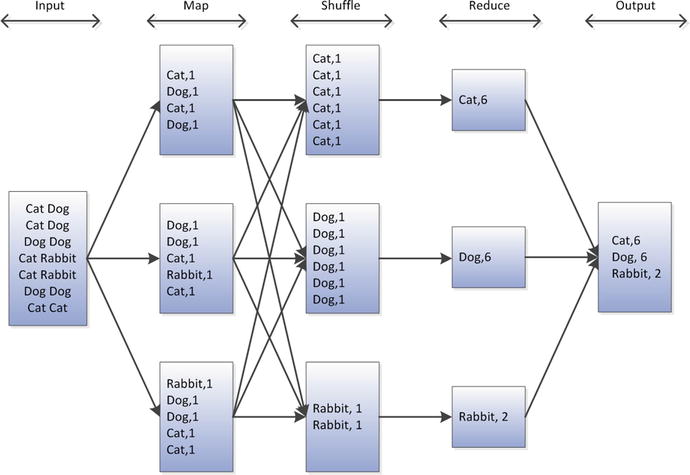 Input
Map
Shuffle
Reduce
Output
Cat Dog
Cat Dog
Dog Dog
Cat Rabbit
Cat Rabbit
Dog Dog
Cat Cat
Cat,1
Dog,1
Cat,1
Dog,1
Dog,1
Dog,1
Cat,1
Rabbit,1
Cat,1
Rabbit,1
Dog,1
Dog,1
Cat,1
Cat,1
Cat,1
Cat,1
Cat,1
Cat,1
Cat,1
Cat,1
Dog,1
Dog,1
Dog,1
Dog,1
Dog,1
Dog,1
Rabbit, 1
Rabbit, 1
Cat,6
Dog,6
Rabbit, 2
Cat,6
Dog, 6
Rabbit, 2